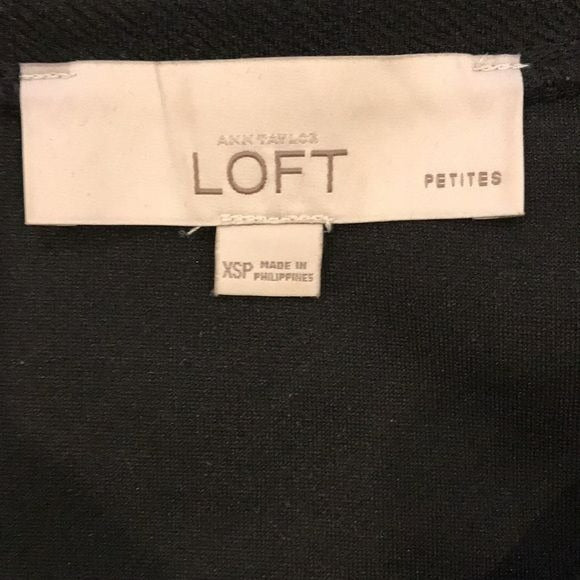 ANN TAYLOR
LOFT
PETITES
XSP MADE IN
PHILIPPINES